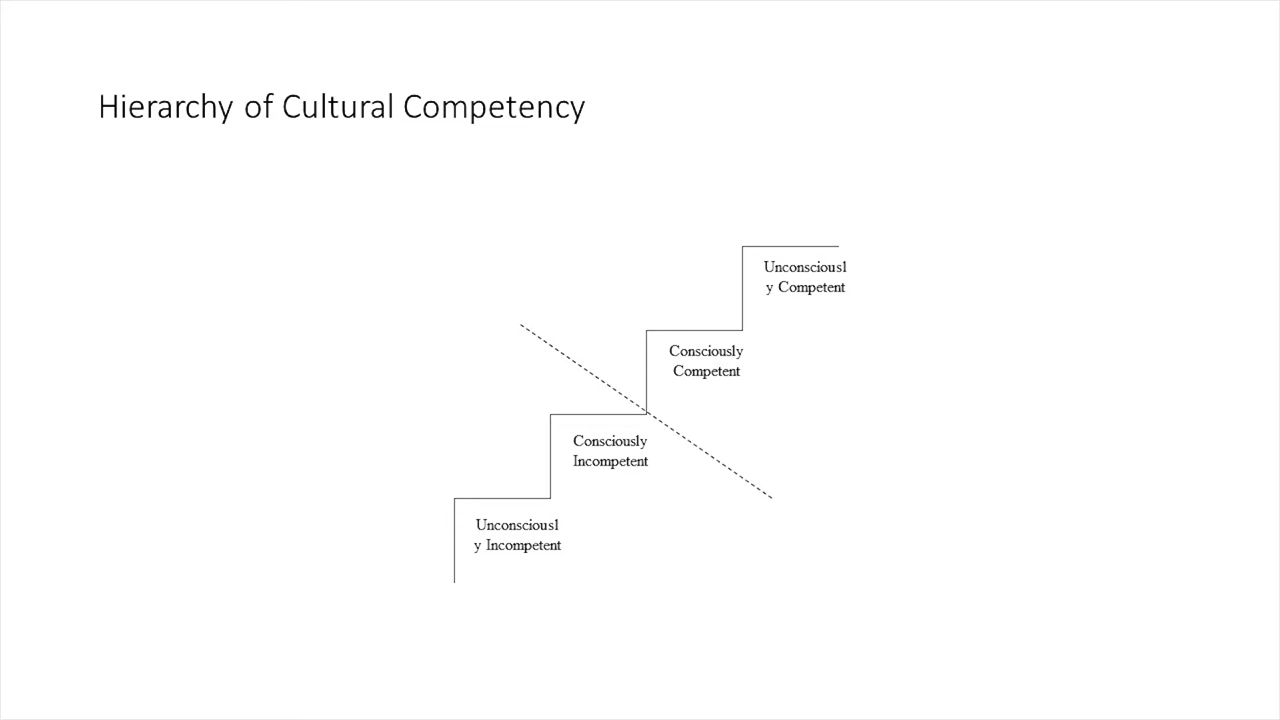 Hierarchy of Cultural Competency
Unconsciousl
y Competent
Consciously
Competent
Consciously
Incompetent
Unconsciousl
y Incompetent